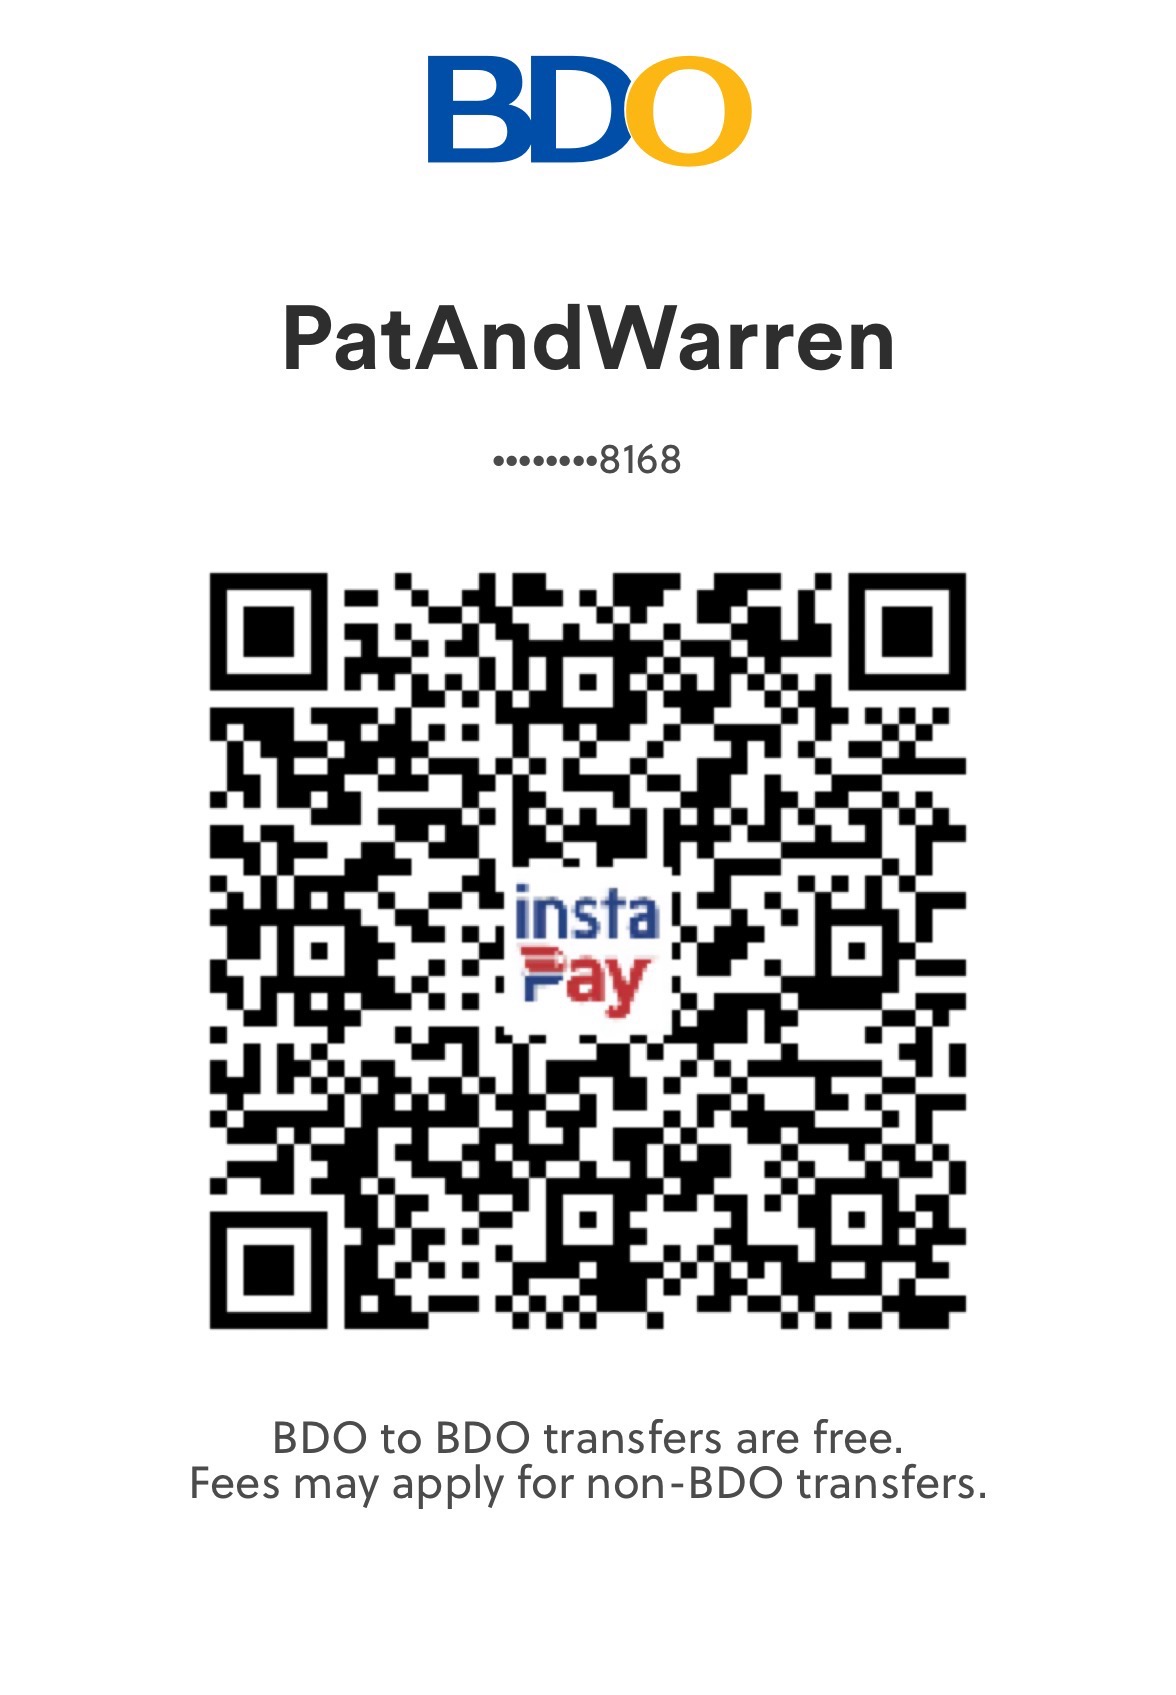 BDO
PatAndWarren
••••••••8168
insta
Pay
BDO to BDO transfers are free.
Fees may apply for non-BDO transfers.